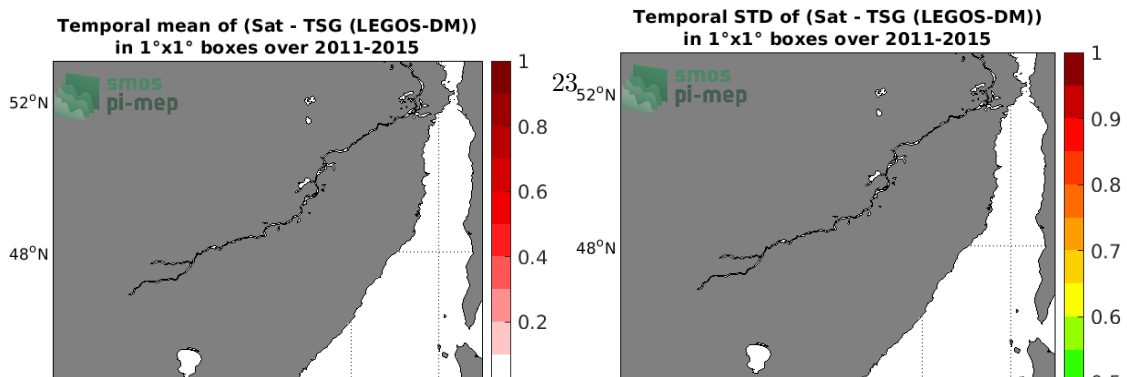 Temporal mean of (Sat - TSG (LEGOS-DM))
in 1°x1° boxes over 2011-2015
smos
pi-mep
52°N
48°N
1
0.8
0.6
0.4
0.2
23
Temporal STD of (Sat - TSG (LEGOS-DM))
in 1°x1° boxes over 2011-2015
smos
pi-mep
52°N
48°N
1
0.9
0.8
0.7
0.6